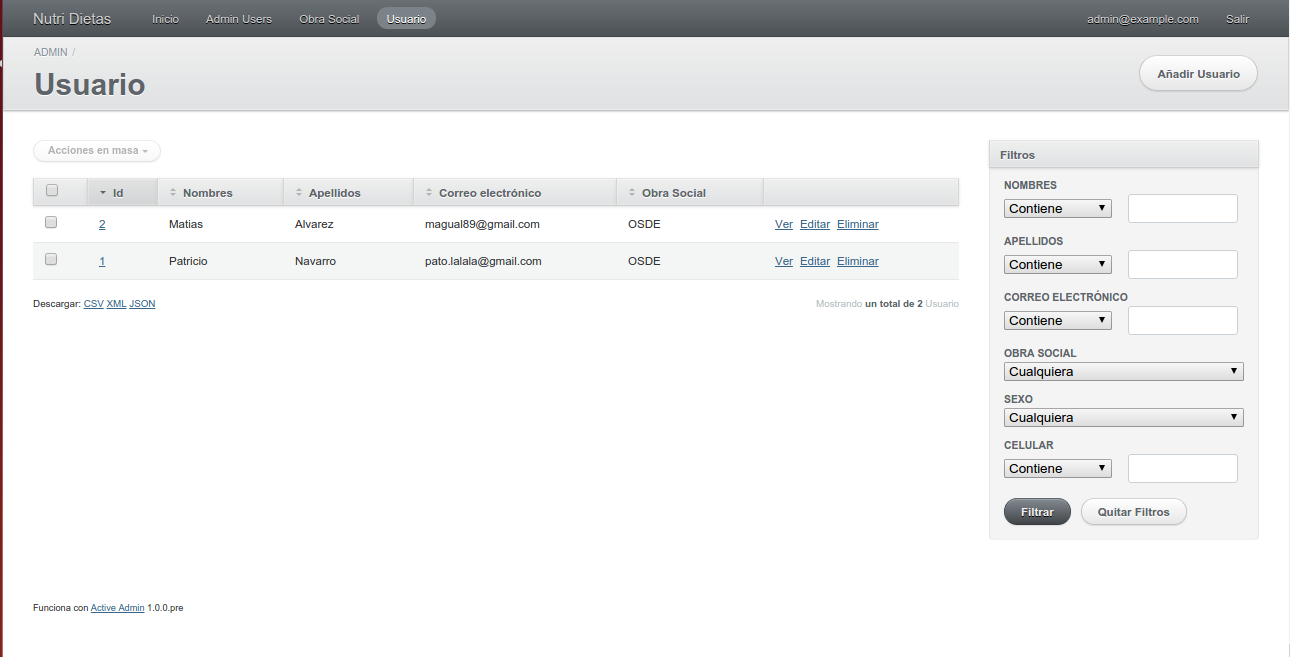 Nutri Dietas Inicio Admin Users Obra Social Usuario admin@example.com Salir
ADMIN /
Usuario
Añadir Usuario
Acciones en masa
Id Nombres Apellidos Correo electrónico Obra Social
2 Matias Alvarez magual89@gmail.com OSDE Ver Editar Eliminar
1 Patricio Navarro pato.lalala@gmail.com OSDE Ver Editar Eliminar
Descargar: CSV XML JSON
Mostrando un total de 2 Usuario
Filtros
NOMBRES
Contiene
APELLIDOS
Contiene
CORREO ELECTRÓNICO
Contiene
OBRA SOCIAL
Cualquiera
SEXO
Cualquiera
CELULAR
Contiene
Filtrar Quitar Filtros
Funciona con Active Admin 1.0.0.pre